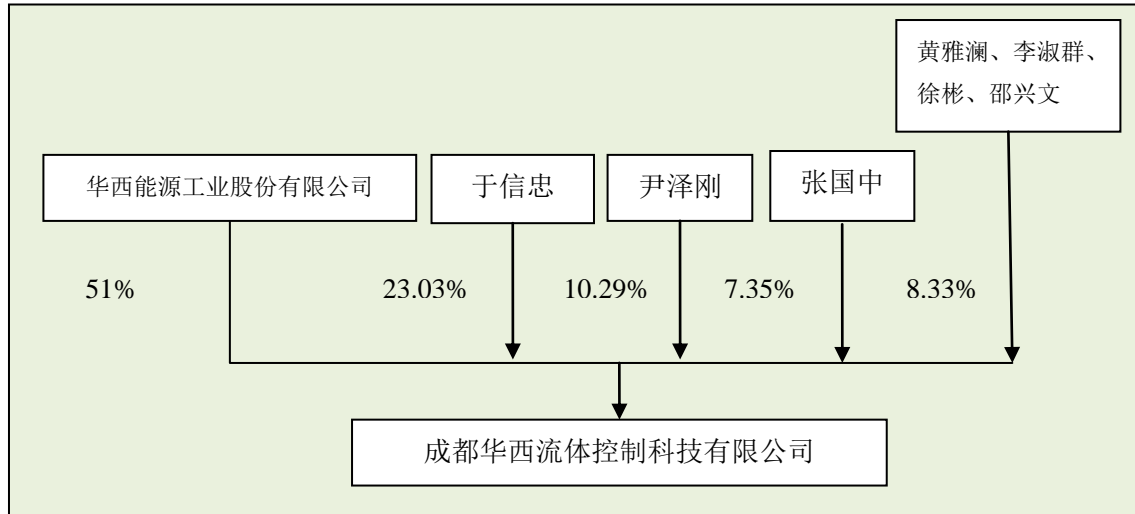 黄雅澜、李淑群、
徐彬、邵兴文
华西能源工业股份有限公司
于信忠
尹泽刚
张国中
51%
23.03%
10.29%
7.35%
8.33%
成都华西流体控制科技有限公司